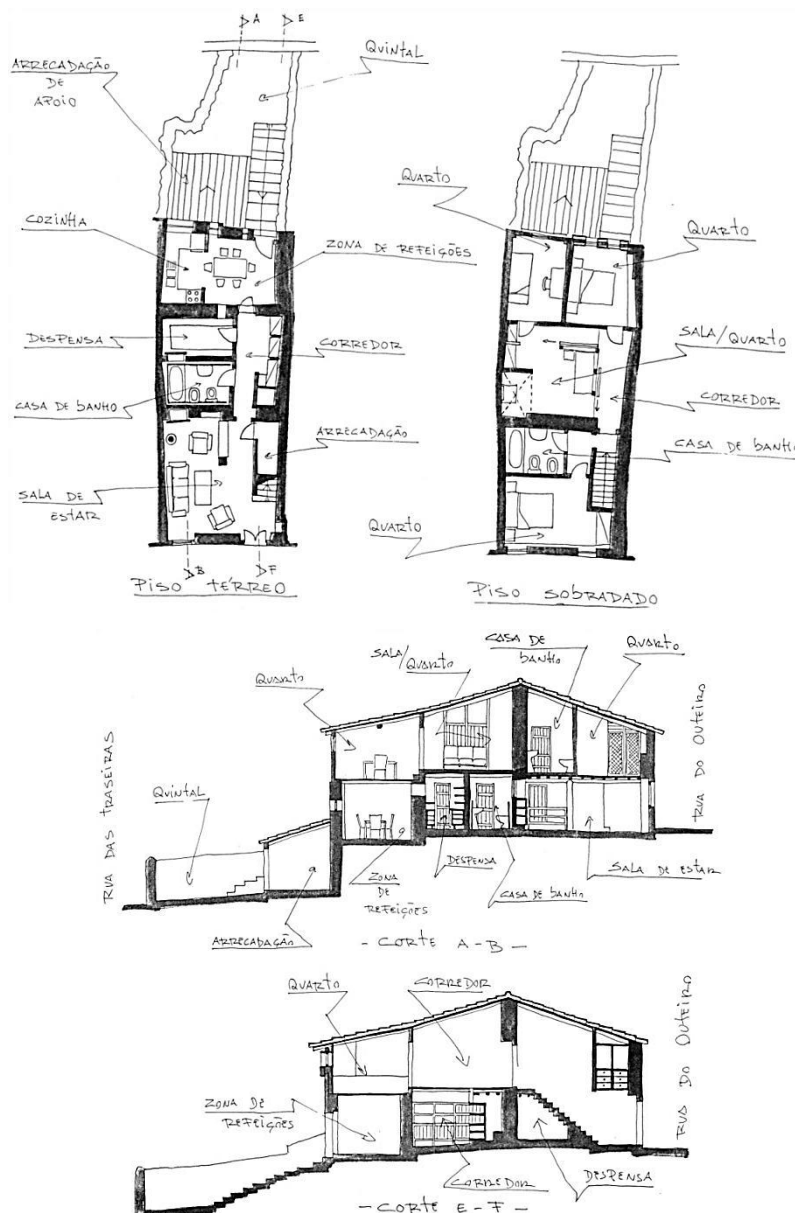 A
E
ARRECADAÇÃO
DE
APOIO
QUINTAL
COZINHA
ZONA DE REFEIÇÕES
DESPENSA
CORREDOR
CASA DE BANHO
ARRECADAÇÃO
SALA DE
ESTAR
B
F
PISO TÉRREO
QUARTO
QUARTO
SALA/QUARTO
CORREDOR
CASA DE BANHO
QUARTO
PISO SOBRADADO
RUA DAS TRASEIRAS
QUINTAL
QUARTO
SALA/
QUARTO
CASA DE
BANHO
QUARTO
RUA DO OUTEIRO
ARRECADAÇÃO
ZONA
DE
REFEIÇÕES
DESPENSA
CASA DE BANHO
SALA DE ESTAR
- CORTE A-B -
QUARTO
CORREDOR
RUA DO OUTEIRO
ZONA DE
REFEIÇÕES
CORREDOR
DESPENSA
- CORTE E-F -